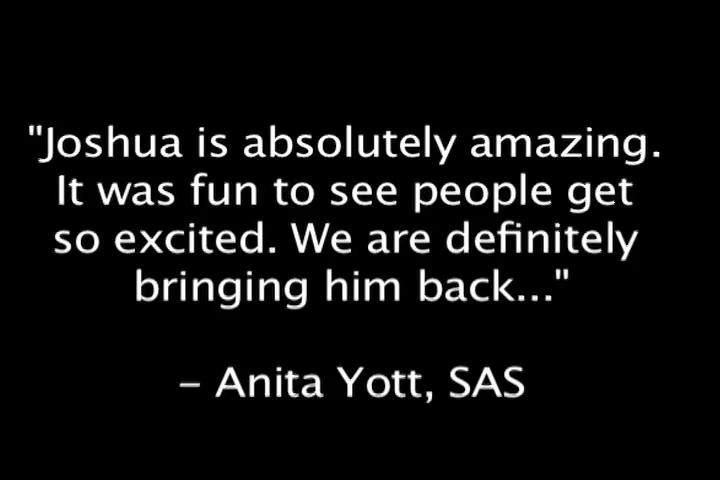 "Joshua is absolutely amazing.
It was fun to see people get
so excited. We are definitely
bringing him back..."
– Anita Yott, SAS